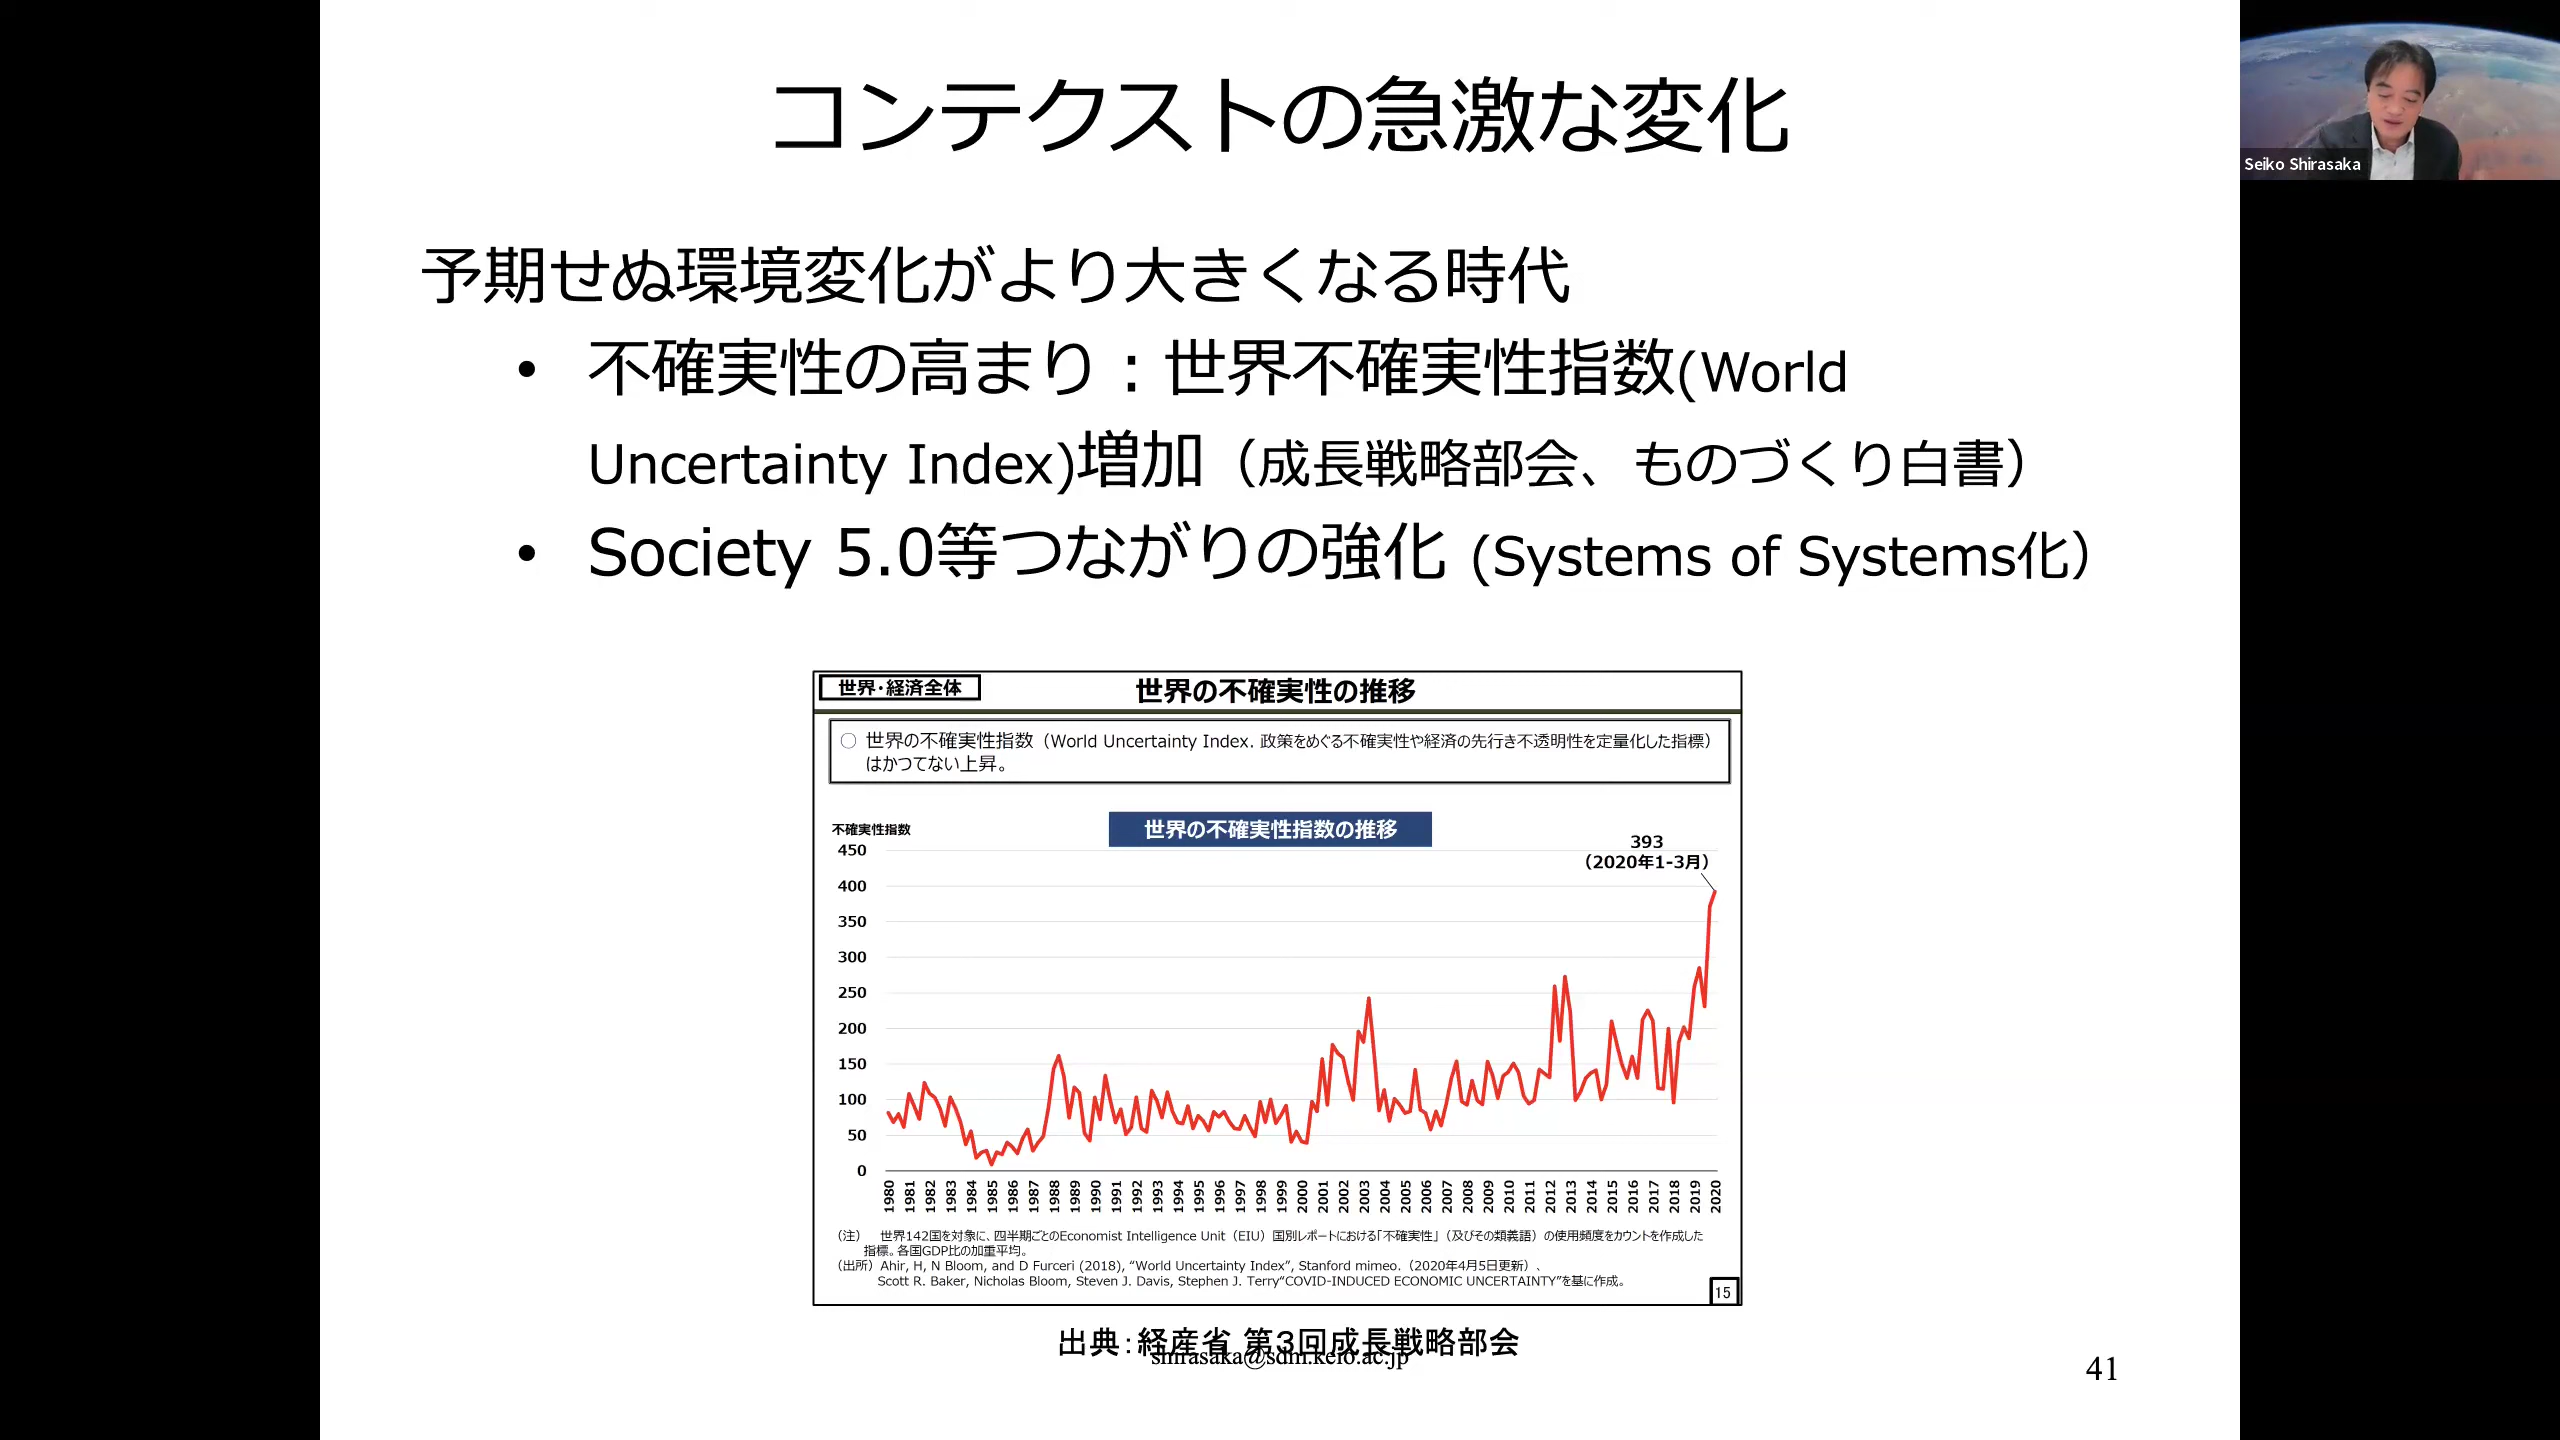 コンテクストの急激な変化
Seiko Shirasaka
予期せぬ環境変化がより大きくなる時代
• 不確実性の高まり：世界不確実性指数(World
Uncertainty Index)増加（成長戦略部会、ものづくり白書）
• Society 5.0等つながりの強化 (Systems of Systems化）
世界・経済全体
世界の不確実性の推移
○ 世界の不確実性指数（World Uncertainty Index. 政策をめぐる不確実性や経済の先行き不透明性を定量化した指標）
はかつてない上昇。
不確実性指数
世界の不確実性指数の推移
393
（2020年1-3月）
450
400
350
300
250
200
150
100
50
0
1980 1981 1982 1983 1984 1985 1986 1987 1988 1989 1990 1991 1992 1993 1994 1995 1996 1997 1998 1999 2000 2001 2002 2003 2004 2005 2006 2007 2008 2009 2010 2011 2012 2013 2014 2015 2016 2017 2018 2019 2020
（注） 世界142国を対象に、四半期ごとのEconomist Intelligence Unit（EIU）国別レポートにおける「不確実性」（及びその類義語）の使用頻度をカウントを作成した
指標。各国GDP比の加重平均。
（出所）Ahir, H, N Bloom, and D Furceri (2018), “World Uncertainty Index”, Stanford mimeo.（2020年4月5日更新）、
Scott R. Baker, Nicholas Bloom, Steven J. Davis, Stephen J. Terry“COVID-INDUCED ECONOMIC UNCERTAINTY”を基に作成。
15
出典：経産省 第３回成長戦略部会
shirasaka@sdm.keio.ac.jp
41